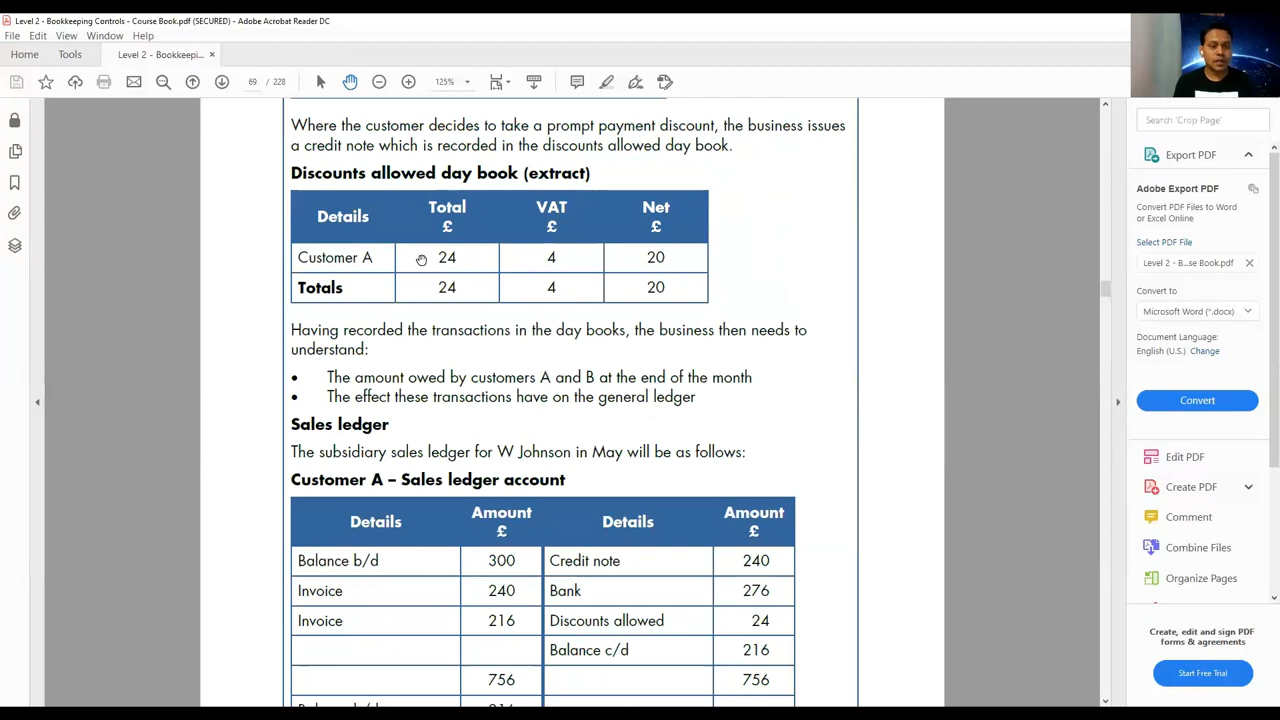 Level 2 - Bookkeeping Controls - Course Book.pdf (SECURED) - Adobe Acrobat Reader DC
File Edit View Window Help
Home Tools Level 2 - Bookkeepi... ×
69 / 228 125%
Where the customer decides to take a prompt payment discount, the business issues
a credit note which is recorded in the discounts allowed day book.
Discounts allowed day book (extract)
Details Total £ VAT £ Net £
Customer A 24 4 20
Totals 24 4 20
Having recorded the transactions in the day books, the business then needs to
understand:
• The amount owed by customers A and B at the end of the month
• The effect these transactions have on the general ledger
Sales ledger
The subsidiary sales ledger for W Johnson in May will be as follows:
Customer A – Sales ledger account
Details Amount £ Details Amount £
Balance b/d 300 Credit note 240
Invoice 240 Bank 276
Invoice 216 Discounts allowed 24
Balance c/d 216
756 756
Search 'Crop Page'
Export PDF
Adobe Export PDF
Convert PDF Files to Word
or Excel Online
Select PDF File
Level 2 - B...se Book.pdf
Convert to
Microsoft Word (*.docx)
Document Language:
English (U.S.) Change
Convert
Edit PDF
Create PDF
Comment
Combine Files
Organize Pages
Create, edit and sign PDF
forms & agreements
Start Free Trial